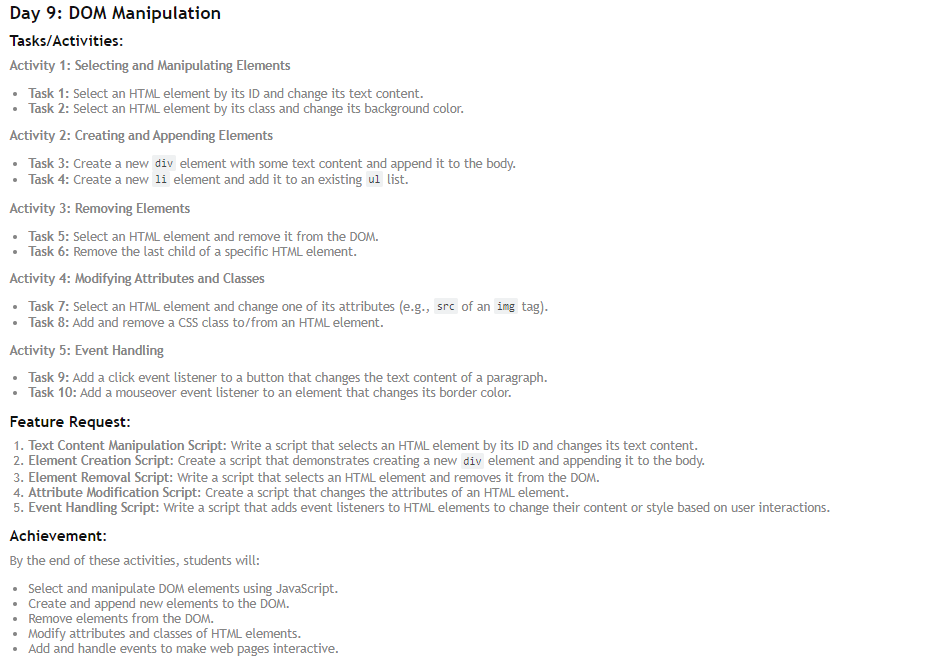 Day 9: DOM Manipulation
Tasks/Activities:
Activity 1: Selecting and Manipulating Elements
• Task 1: Select an HTML element by its ID and change its text content.
• Task 2: Select an HTML element by its class and change its background color.
Activity 2: Creating and Appending Elements
• Task 3: Create a new div element with some text content and append it to the body.
• Task 4: Create a new li element and add it to an existing ul list.
Activity 3: Removing Elements
• Task 5: Select an HTML element and remove it from the DOM.
• Task 6: Remove the last child of a specific HTML element.
Activity 4: Modifying Attributes and Classes
• Task 7: Select an HTML element and change one of its attributes (e.g., src of an img tag).
• Task 8: Add and remove a CSS class to/from an HTML element.
Activity 5: Event Handling
• Task 9: Add a click event listener to a button that changes the text content of a paragraph.
• Task 10: Add a mouseover event listener to an element that changes its border color.
Feature Request:
1. Text Content Manipulation Script: Write a script that selects an HTML element by its ID and changes its text content.
2. Element Creation Script: Create a script that demonstrates creating a new div element and appending it to the body.
3. Element Removal Script: Write a script that selects an HTML element and removes it from the DOM.
4. Attribute Modification Script: Create a script that changes the attributes of an HTML element.
5. Event Handling Script: Write a script that adds event listeners to HTML elements to change their content or style based on user interactions.
Achievement:
By the end of these activities, students will:
• Select and manipulate DOM elements using JavaScript.
• Create and append new elements to the DOM.
• Remove elements from the DOM.
• Modify attributes and classes of HTML elements.
• Add and handle events to make web pages interactive.